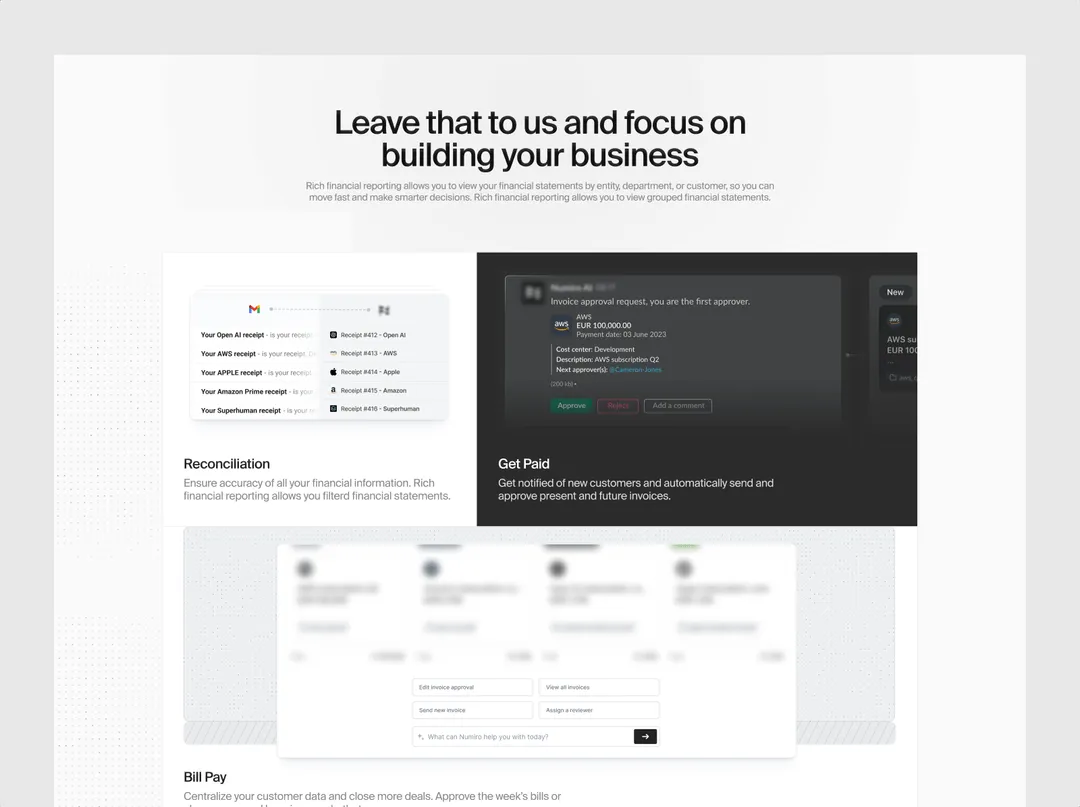 Leave that to us and focus on
building your business
Rich financial reporting allows you to view your financial statements by entity, department, or customer, so you can
move fast and make smarter decisions. Rich financial reporting allows you to view grouped financial statements.
Your Open AI receipt - is your receipt
Your AWS receipt - is your receipt.
Your APPLE receipt - is your receipt.
Your Amazon Prime receipt - is your
Your Superhuman receipt - is your
Receipt #412 - Open AI
Receipt #413 - AWS
Receipt #414 - Apple
Receipt #415 - Amazon
Receipt #416 - Superhuman
Reconciliation
Ensure accuracy of all your financial information. Rich
financial reporting allows you filterd financial statements.
Numiro AI
Invoice approval request, you are the first approver.
aws
AWS
EUR 100,000.00
Payment date: 03 June 2023
Cost center: Development
Description: AWS subscription Q2
Next approver(s): @Cameron-Jones
(200 kb)
Approve
Reject
Add a comment
New
aws
AWS su
EUR 100
Get Paid
Get notified of new customers and automatically send and
approve present and future invoices.
Edit invoice approval
View all invoices
Send new invoice
Assign a reviewer
What can Numiro help you with today?
Bill Pay
Centralize your customer data and close more deals. Approve the week's bills or